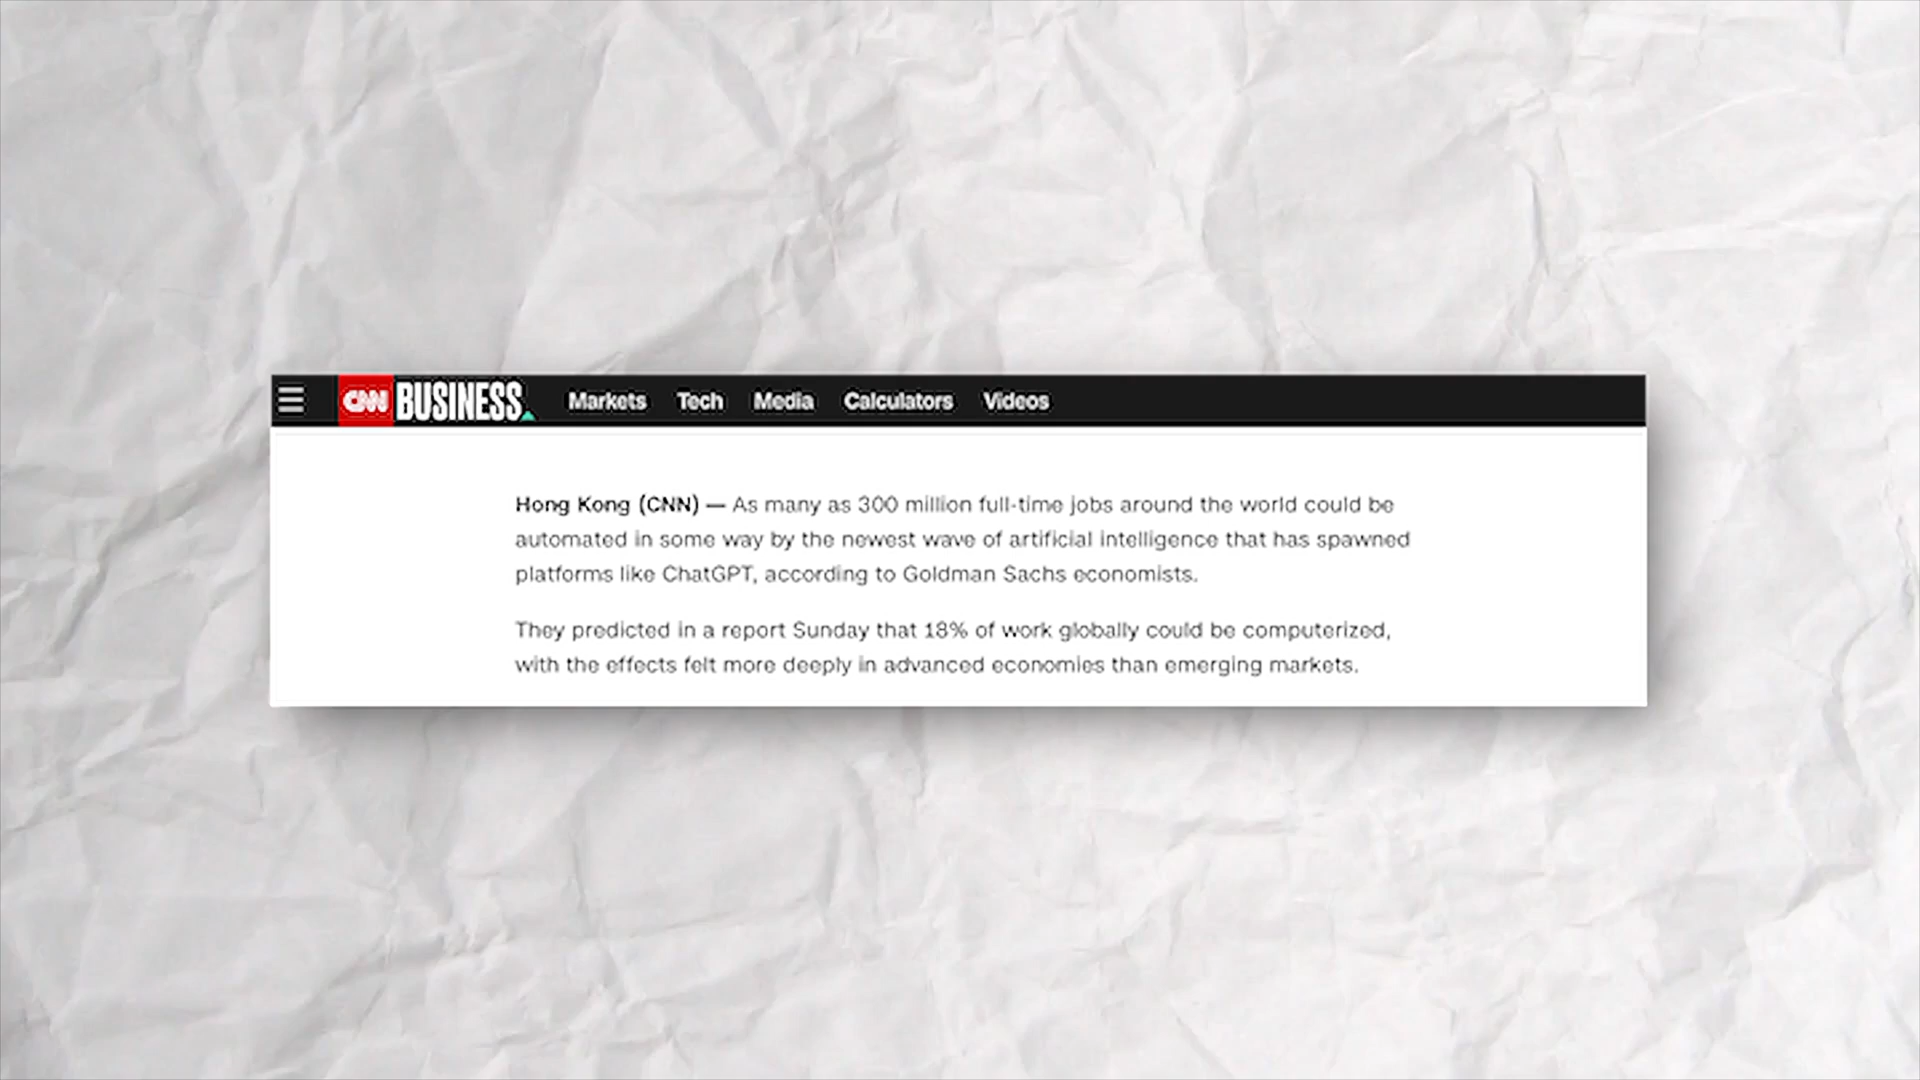 CNN BUSINESS Markets Tech Media Calculators Videos
Hong Kong (CNN) — As many as 300 million full-time jobs around the world could be
automated in some way by the newest wave of artificial intelligence that has spawned
platforms like ChatGPT, according to Goldman Sachs economists.
They predicted in a report Sunday that 18% of work globally could be computerized,
with the effects felt more deeply in advanced economies than emerging markets.